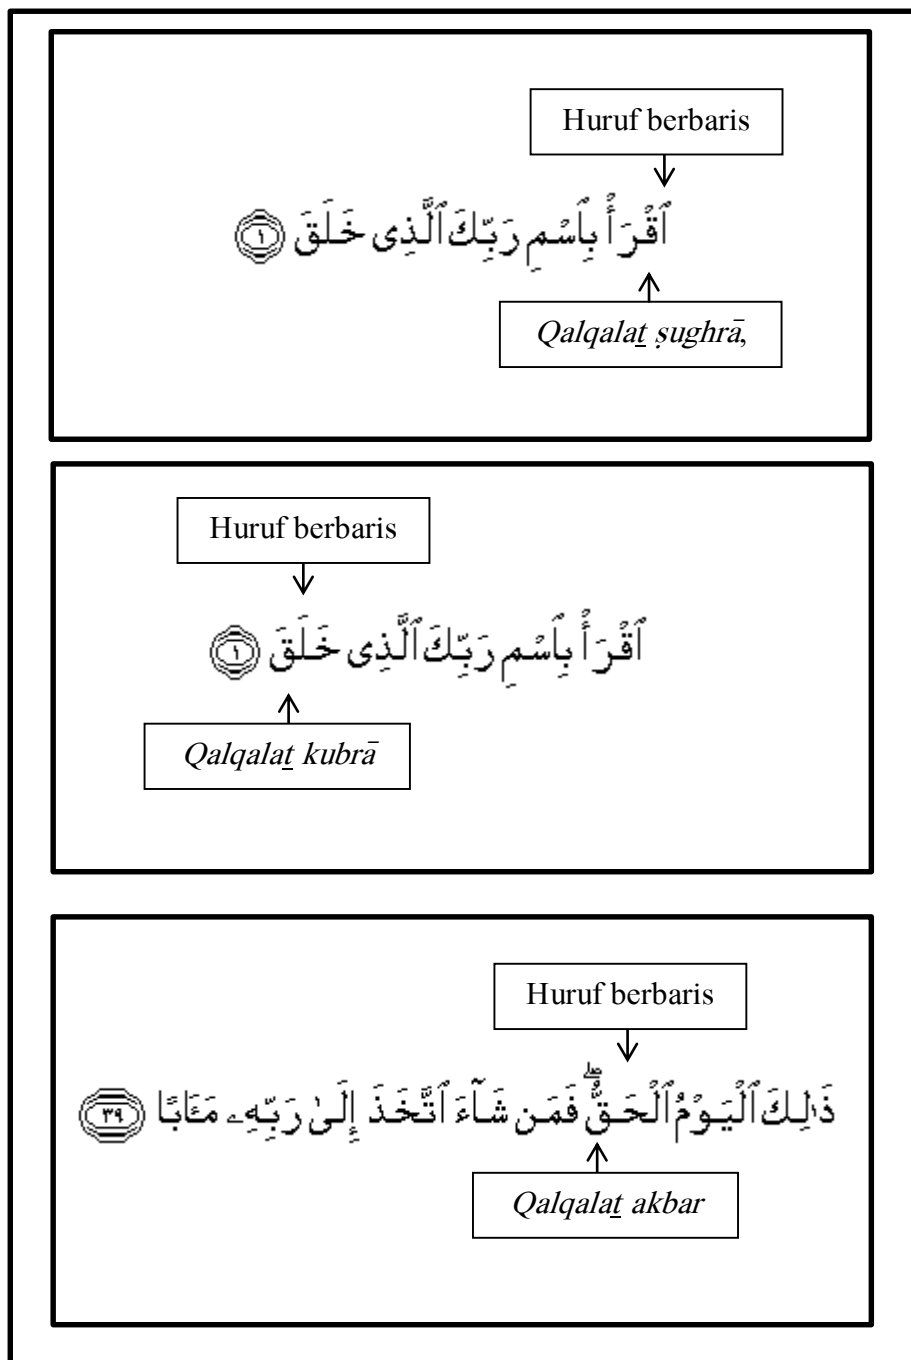 Huruf berbaris
ٱقْرَأْ بِٱسْمِ رَبِّكَ ٱلَّذِى خَلَقَ ١
Qalqalat ṣughrā,
Huruf berbaris
ٱقْرَأْ بِٱسْمِ رَبِّكَ ٱلَّذِى خَلَقَ ١
Qalqalat kubrā
Huruf berbaris
ذَٰلِكَ ٱلْيَوْمُ ٱلْحَقُّ ۖ فَمَن شَآءَ ٱتَّخَذَ إِلَىٰ رَبِّهِۦ مَـَٔابًا ٣٩
Qalqalat akbar